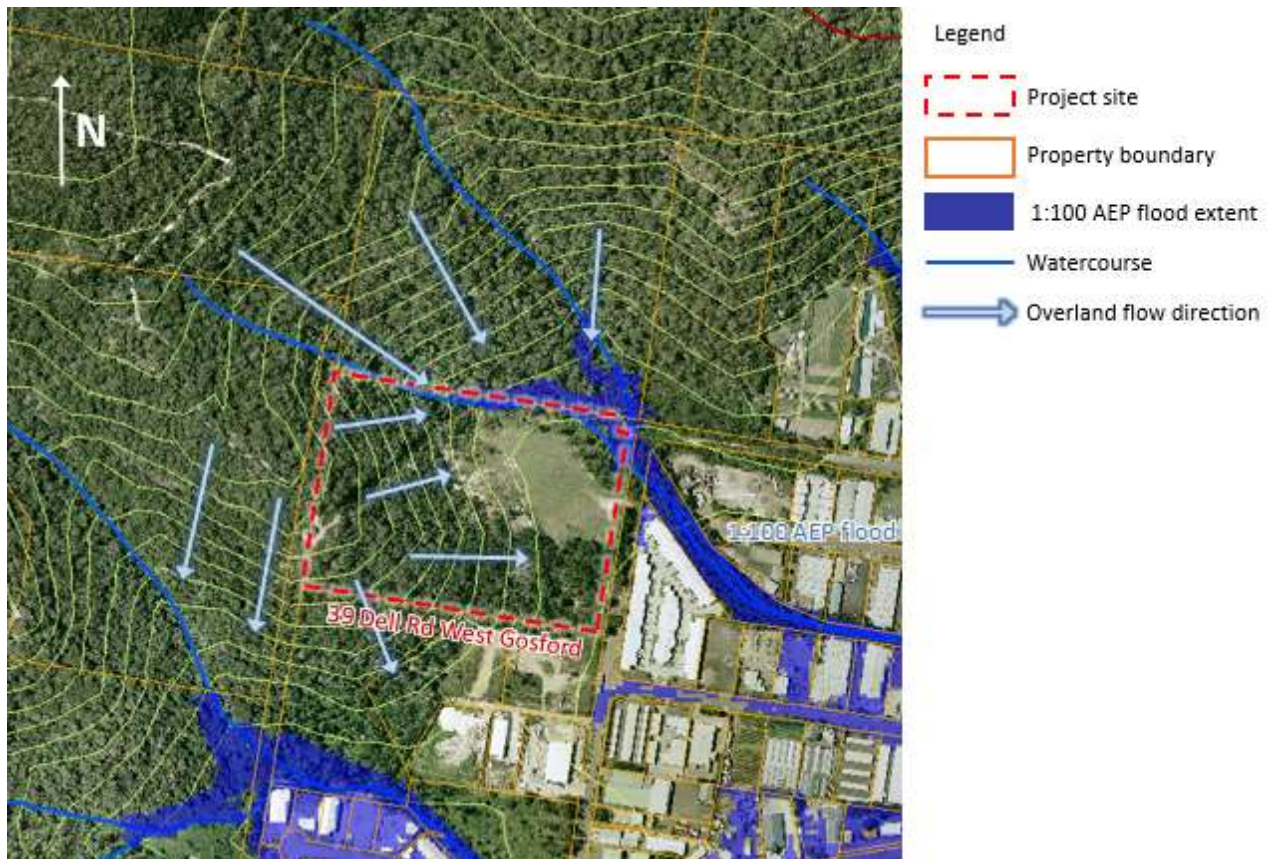 N
1:100 AEP flood
39 Dell Rd West Gosford
Legend
Project site
Property boundary
1:100 AEP flood extent
Watercourse
Overland flow direction